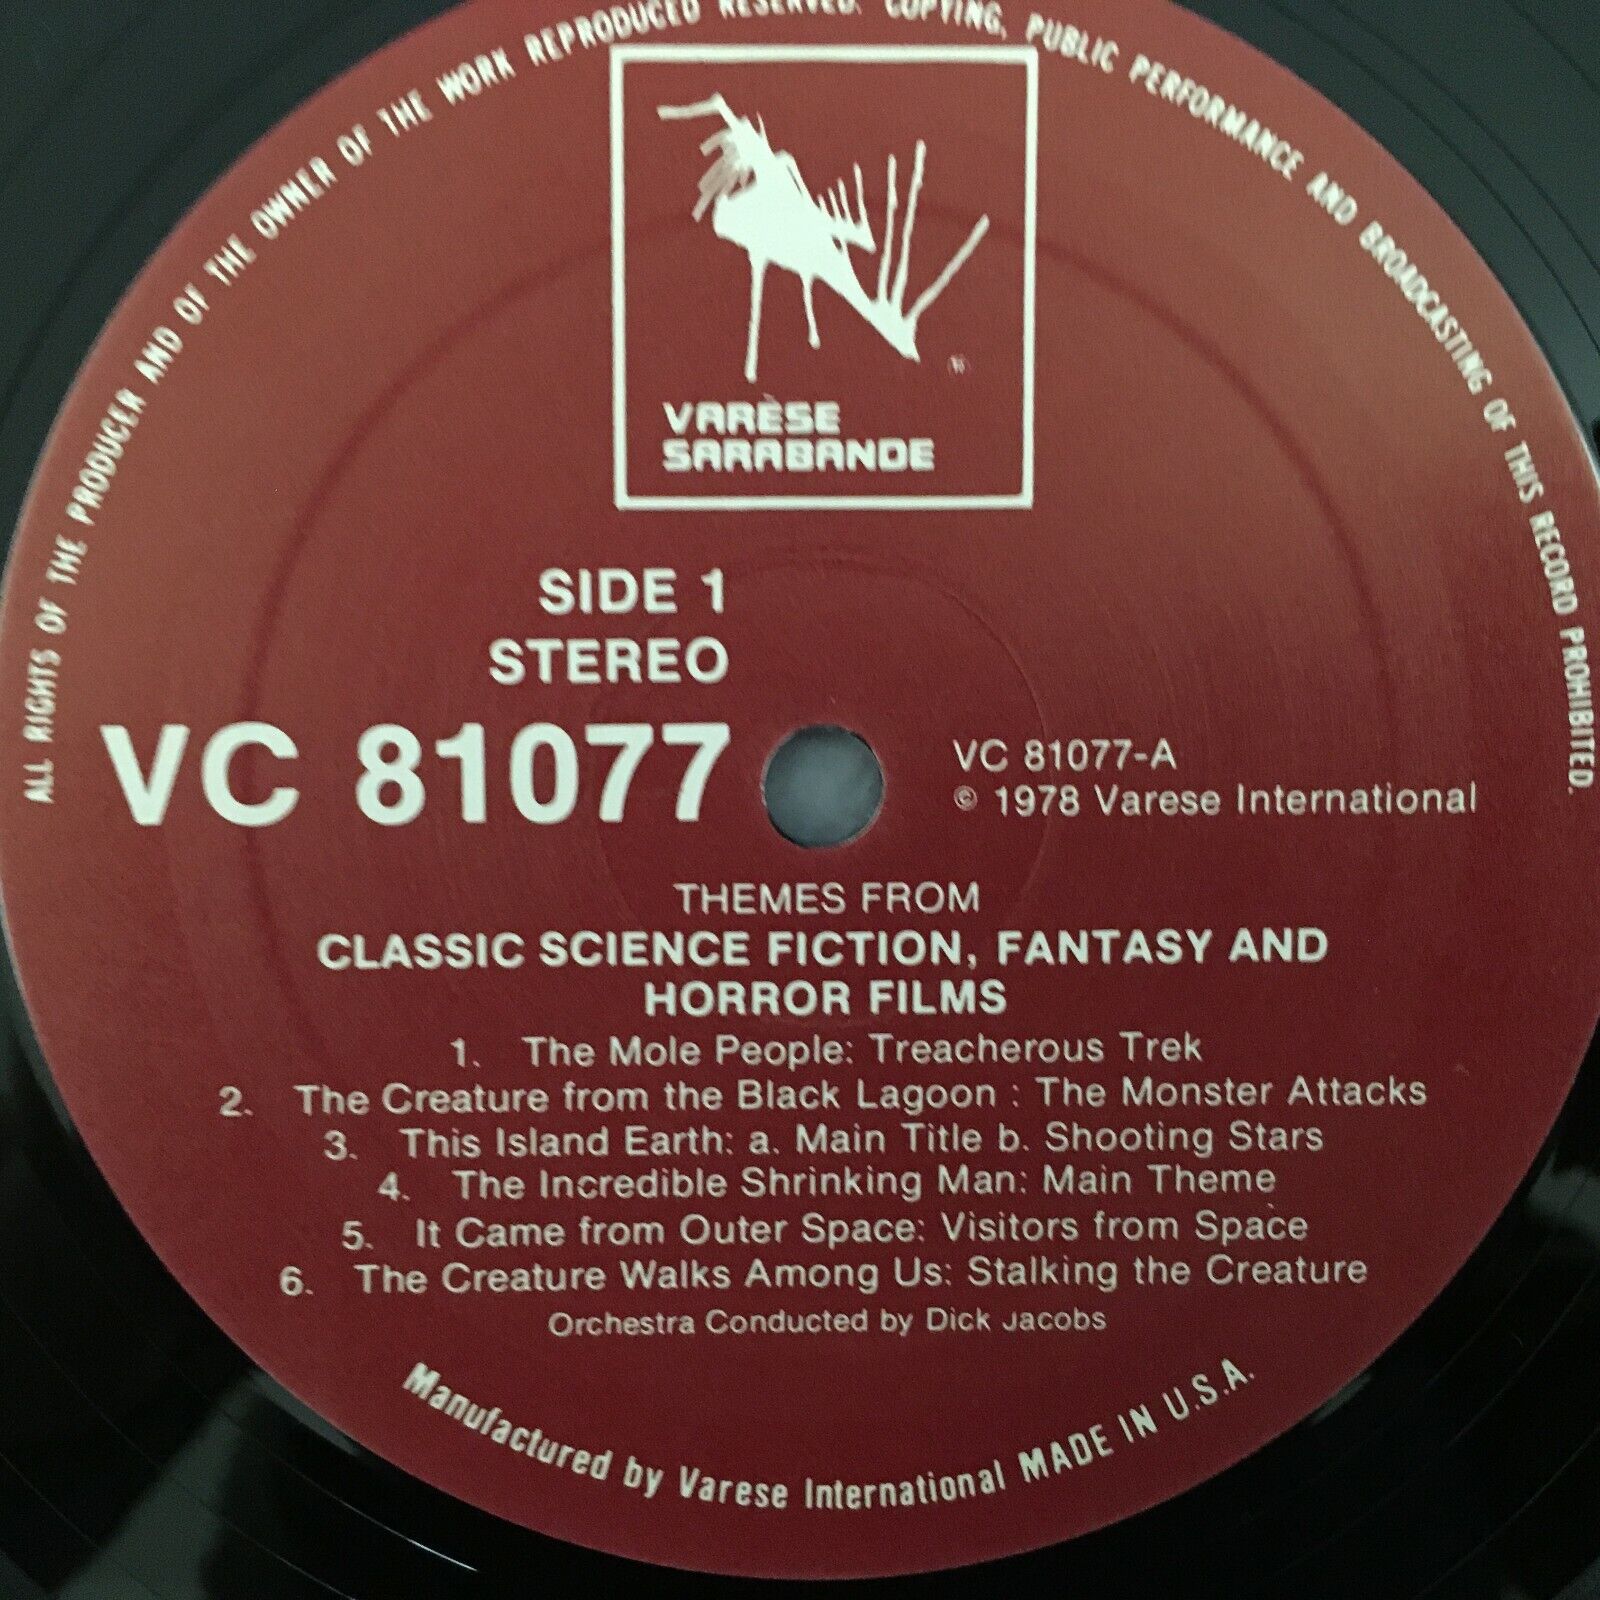 ALL RIGHTS OF THE PRODUCER AND OF THE OWNER OF THE WORK REPRODUCED RESERVED. COPYING, PUBLIC PERFORMANCE AND BROADCASTING OF THIS RECORD PROHIBITED.
®
VARÈSE
SARABANDE
SIDE 1
STEREO
VC 81077
VC 81077-A
© 1978 Varese International
THEMES FROM
CLASSIC SCIENCE FICTION, FANTASY AND
HORROR FILMS
1. The Mole People: Treacherous Trek
2. The Creature from the Black Lagoon : The Monster Attacks
3. This Island Earth: a. Main Title b. Shooting Stars
4. The Incredible Shrinking Man: Main Theme
5. It Came from Outer Space: Visitors from Space
6. The Creature Walks Among Us: Stalking the Creature
Orchestra Conducted by Dick Jacobs
Manufactured by Varese International MADE IN U.S.A.